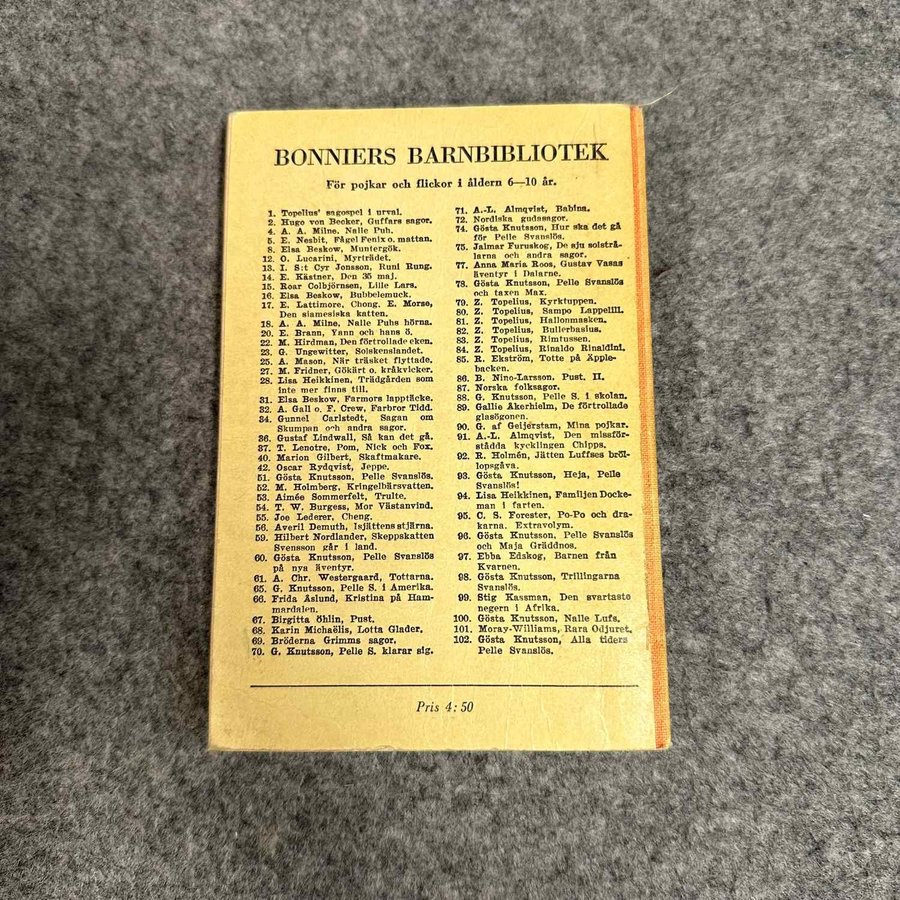 BONNIERS BARNBIBLIOTEK
För pojkar och flickor i åldern 6—10 år.
1. Topelius' sagospel i urval.
2. Hugo von Becker, Guffars sagor.
4. A. A. Milne, Nalle Puh.
5. E. Nesbit, Fågel Fenix o. mattan.
8. Elsa Beskow, Muntergök.
12. O. Lucarini, Myrträdet.
13. I. S:t Cyr Jonsson, Runi Rung.
14. E. Kästner, Den 35 maj.
15. Roar Colbjörnsen, Lille Lars.
16. Elsa Beskow, Bubbelemuck.
17. E. Lattimore, Chong. E. Morse,
Den siamesiska katten.
18. A. A. Milne, Nalle Puhs hörna.
20. E. Brann, Yann och hans ö.
22. M. Hirdman, Den förtrollade eken.
23. G. Ungewitter, Solskenslandet.
25. A. Mason, När träsket flyttade.
27. M. Fridner, Gökärt o. kråkvicker.
28. Lisa Heikkinen, Trädgården som
inte mer finns till.
31. Elsa Beskow, Farmors lapptäcke.
32. A. Gall o. F. Crew, Farbror Tidd.
34. Gunnel Carlstedt, Sagan om
Skumpan och andra sagor.
36. Gustaf Lindwall, Så kan det gå.
37. T. Lenotre, Pom, Nick och Fox.
40. Marion Gilbert, Skaftmakare.
42. Oscar Rydqvist, Jeppe.
51. Gösta Knutsson, Pelle Svanslös.
52. M. Holmberg, Kringelbärsvatten.
53. Aimée Sommerfelt, Trulte.
54. T. W. Burgess, Mor Västanvind.
55. Joe Lederer, Cheng.
56. Averil Demuth, Isjättens stjärna.
59. Hilbert Nordlander, Skeppskatten
Svensson går i land.
60. Gösta Knutsson, Pelle Svanslös
på nya äventyr.
61. A. Chr. Westergaard, Tottarna.
65. G. Knutsson, Pelle S. i Amerika.
66. Frida Åslund, Kristina på Ham-
mardalen.
67. Birgitta Öhlin, Pust.
68. Karin Michaëlis, Lotta Glader.
69. Bröderna Grimms sagor.
70. G. Knutsson, Pelle S. klarar sig.
71. A.-L. Almqvist, Babina.
72. Nordiska gudasagor.
74. Gösta Knutsson, Hur ska det gå
för Pelle Svanslös.
75. Jalmar Furuskog, De sju solstrå-
larna och andra sagor.
77. Anna Maria Roos, Gustav Vasas
äventyr i Dalarne.
78. Gösta Knutsson, Pelle Svanslös
och taxen Max.
79. Z. Topelius, Kyrktuppen.
80. Z. Topelius, Sampo Lappelill.
81. Z. Topelius, Hallonmasken.
82. Z. Topelius, Bullerbasius.
83. Z. Topelius, Rimtussen.
84. Z. Topelius, Rinaldo Rinaldini.
85. R. Ekström, Totte på Äpple-
backen.
86. B. Nino-Larsson, Pust. II.
87. Norska folksagor.
88. G. Knutsson, Pelle S. i skolan.
89. Gallie Åkerhielm, De förtrollade
glasögonen.
90. G. af Geijerstam, Mina pojkar.
91. A.-L. Almqvist, Den missför-
stådda kycklingen Chipps.
92. R. Holmén, Jätten Luffses bröl-
lopsgåva.
93. Gösta Knutsson, Heja, Pelle
Svanslös!
94. Lisa Heikkinen, Familjen Docke-
man i farten.
95. C. S. Forester, Po-Po och dra-
karna. Extravolym.
96. Gösta Knutsson, Pelle Svanslös
och Maja Gräddnos.
97. Ebba Edskog, Barnen från
Kvarnen.
98. Gösta Knutsson, Trillingarna
Svanslös.
99. Stig Kassman, Den svartaste
negern i Afrika.
100. Gösta Knutsson, Nalle Lufs.
101. Moray-Williams, Rara Odjuret.
102. Gösta Knutsson, Alla tiders
Pelle Svanslös.
Pris 4:50